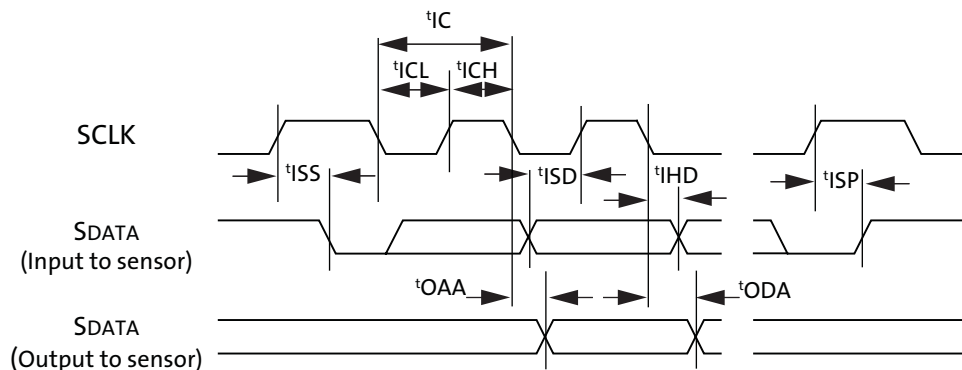 tIC
tICL tICH
SCLK
tISS tISD tIHD tISP
SDATA
(Input to sensor)
tOAA tODA
SDATA
(Output to sensor)